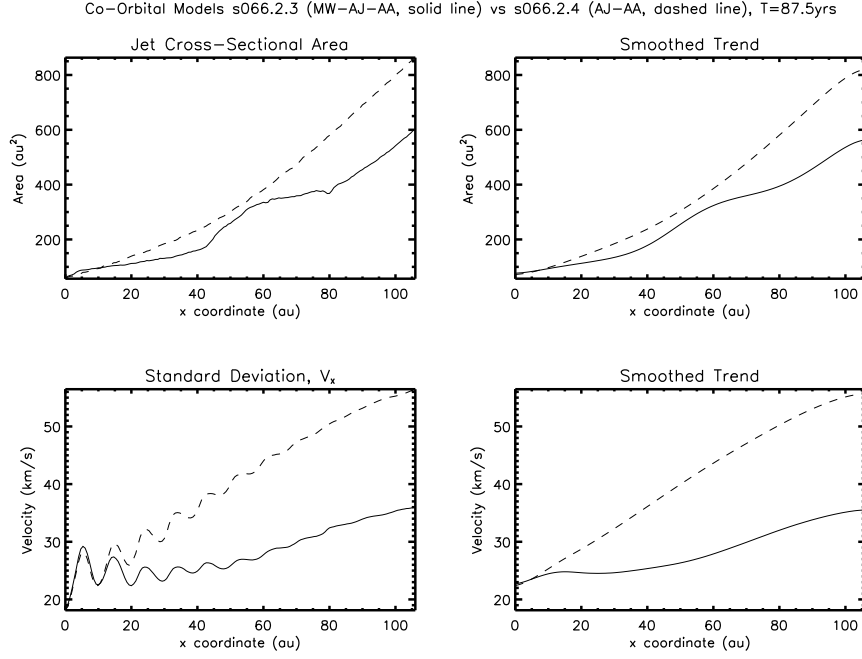 Co-Orbital Models s066.2.3 (MW-AJ-AA, solid line) vs s066.2.4 (AJ-AA, dashed line), T=87.5yrs
Jet Cross-Sectional Area
Area (au²)
800
600
400
200
0 20 40 60 80 100
x coordinate (au)
Smoothed Trend
Area (au²)
800
600
400
200
0 20 40 60 80 100
x coordinate (au)
Standard Deviation, Vₓ
Velocity (km/s)
50
40
30
20
0 20 40 60 80 100
x coordinate (au)
Smoothed Trend
Velocity (km/s)
50
40
30
20
0 20 40 60 80 100
x coordinate (au)